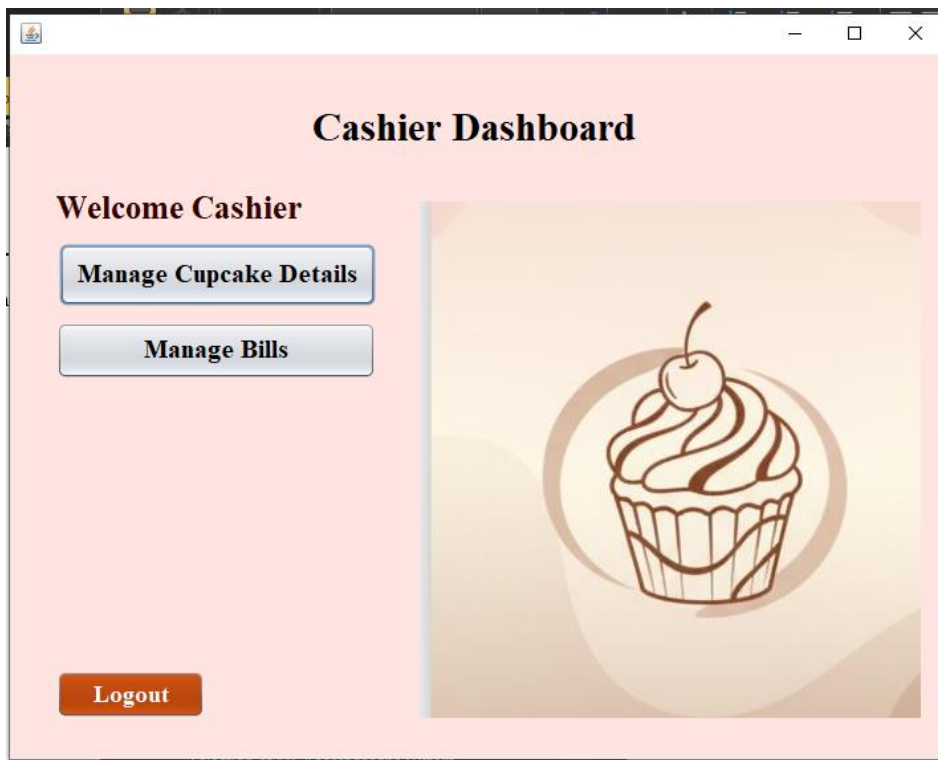 Cashier Dashboard
Welcome Cashier
Manage Cupcake Details
Manage Bills
Logout